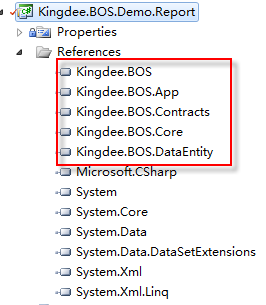 Kingdee.BOS.Demo.Report
Properties
References
Kingdee.BOS
Kingdee.BOS.App
Kingdee.BOS.Contracts
Kingdee.BOS.Core
Kingdee.BOS.DataEntity
Microsoft.CSharp
System
System.Core
System.Data
System.Data.DataSetExtensions
System.Xml
System.Xml.Linq